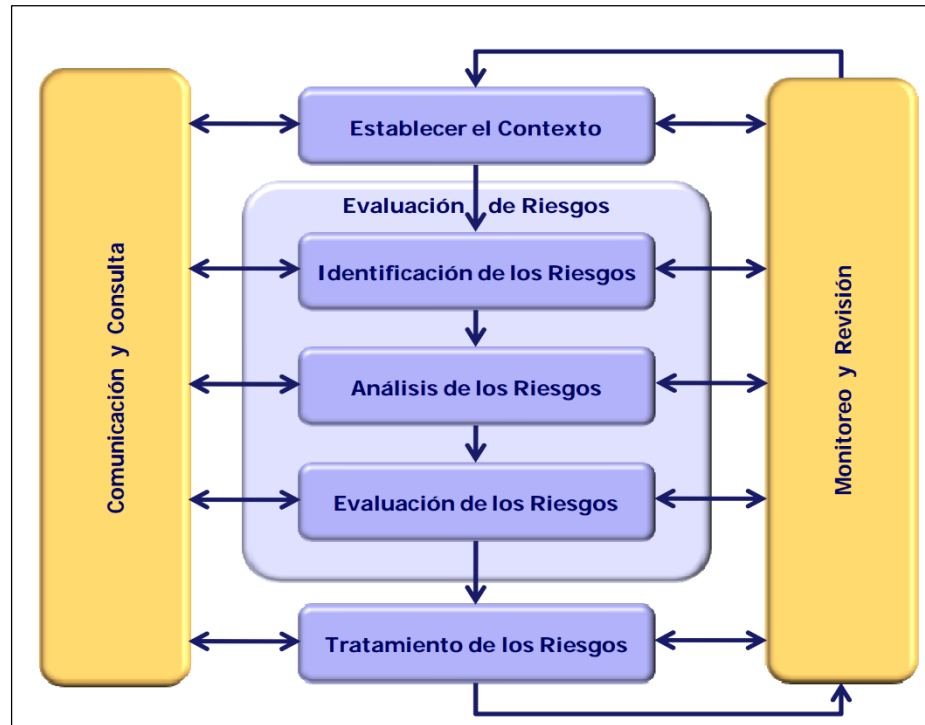 Establecer el Contexto
Evaluación de Riesgos
Identificación de los Riesgos
Análisis de los Riesgos
Evaluación de los Riesgos
Tratamiento de los Riesgos
Comunicación y Consulta
Monitoreo y Revisión